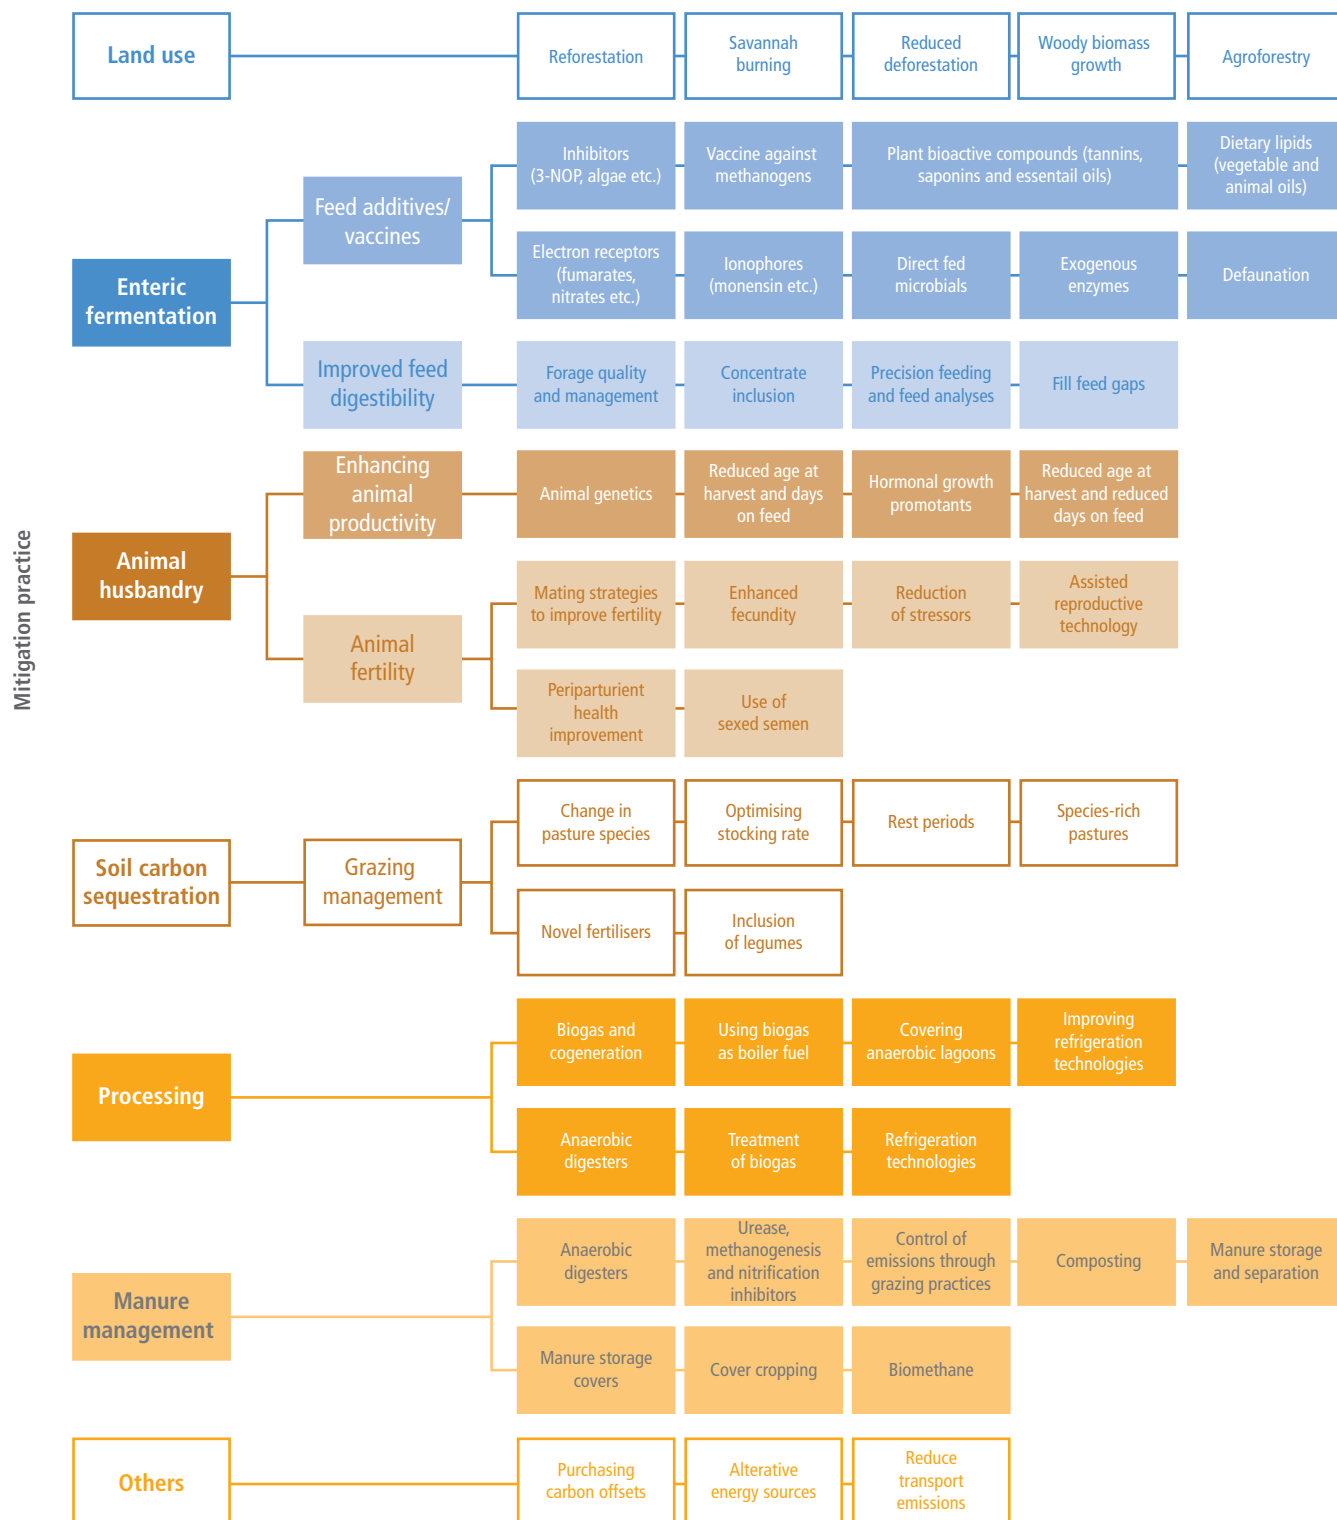 Mitigation practice
Land use
Reforestation
Savannah
burning
Reduced
deforestation
Woody biomass
growth
Agroforestry
Enteric
fermentation
Feed additives/
vaccines
Inhibitors
(3-NOP, algae etc.)
Vaccine against
methanogens
Plant bioactive compounds (tannins,
saponins and essentail oils)
Dietary lipids
(vegetable and
animal oils)
Electron receptors
(fumarates,
nitrates etc.)
Ionophores
(monensin etc.)
Direct fed
microbials
Exogenous
enzymes
Defaunation
Improved feed
digestibility
Forage quality
and management
Concentrate
inclusion
Precision feeding
and feed analyses
Fill feed gaps
Animal
husbandry
Enhancing
animal
productivity
Animal genetics
Reduced age at
harvest and days
on feed
Hormonal growth
promotants
Reduced age at
harvest and reduced
days on feed
Animal
fertility
Mating strategies
to improve fertility
Enhanced
fecundity
Reduction
of stressors
Assisted
reproductive
technology
Periparturient
health
improvement
Use of
sexed semen
Soil carbon
sequestration
Grazing
management
Change in
pasture species
Optimising
stocking rate
Rest periods
Species-rich
pastures
Novel fertilisers
Inclusion
of legumes
Processing
Biogas and
cogeneration
Using biogas
as boiler fuel
Covering
anaerobic lagoons
Improving
refrigeration
technologies
Anaerobic
digesters
Treatment
of biogas
Refrigeration
technologies
Manure
management
Anaerobic
digesters
Urease,
methanogenesis
and nitrification
inhibitors
Control of
emissions through
grazing practices
Composting
Manure storage
and separation
Manure storage
covers
Cover cropping
Biomethane
Others
Purchasing
carbon offsets
Alterative
energy sources
Reduce
transport
emissions